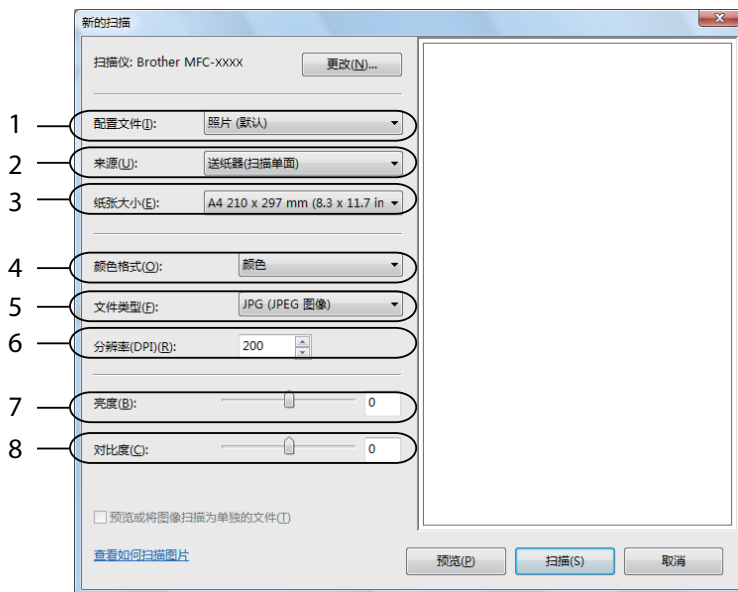 新的扫描
扫描仪: Brother MFC-xxxx
更改(N)...
1
配置文件(I):
照片 (默认)
2
来源(U):
送纸器(扫描单面)
3
纸张大小(E):
A4 210 x 297 mm (8.3 x 11.7 in
4
颜色格式(O):
颜色
5
文件类型(F):
JPG (JPEG 图像)
6
分辨率(DPI)(R):
200
7
亮度(B):
0
8
对比度(C):
0
预览或将图像扫描为单独的文件(T)
查看如何扫描图片
预览(P)
扫描(S)
取消